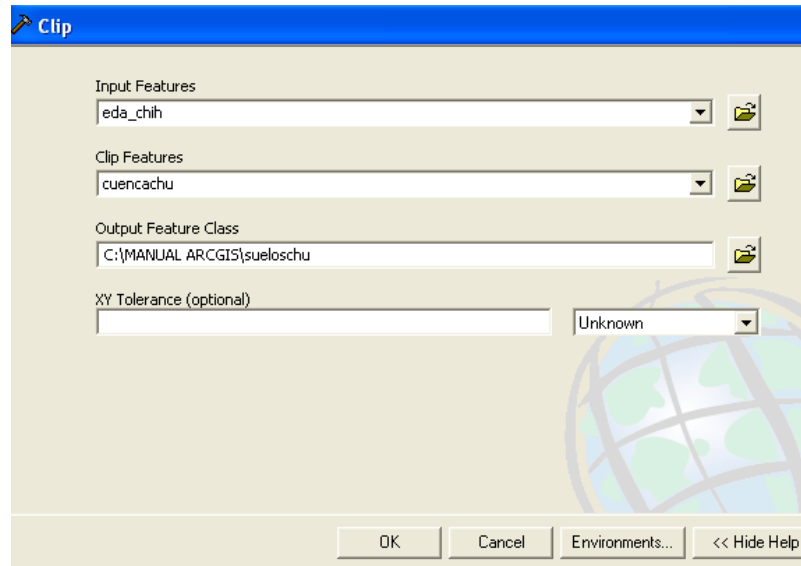 Clip
Input Features
eda_chih
Clip Features
cuencachu
Output Feature Class
C:\MANUAL ARCGIS\sueloschu
XY Tolerance (optional)
Unknown
OK Cancel Environments... << Hide Help